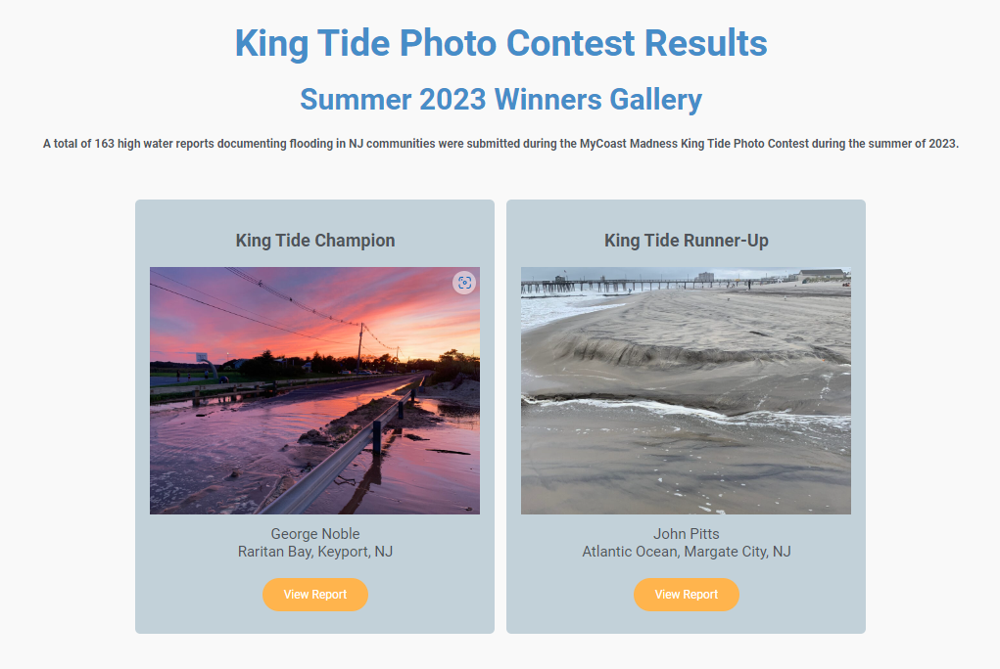 King Tide Photo Contest Results
Summer 2023 Winners Gallery
A total of 163 high water reports documenting flooding in NJ communities were submitted during the MyCoast Madness King Tide Photo Contest during the summer of 2023.
King Tide Champion
George Noble
Raritan Bay, Keyport, NJ
View Report
King Tide Runner-Up
John Pitts
Atlantic Ocean, Margate City, NJ
View Report